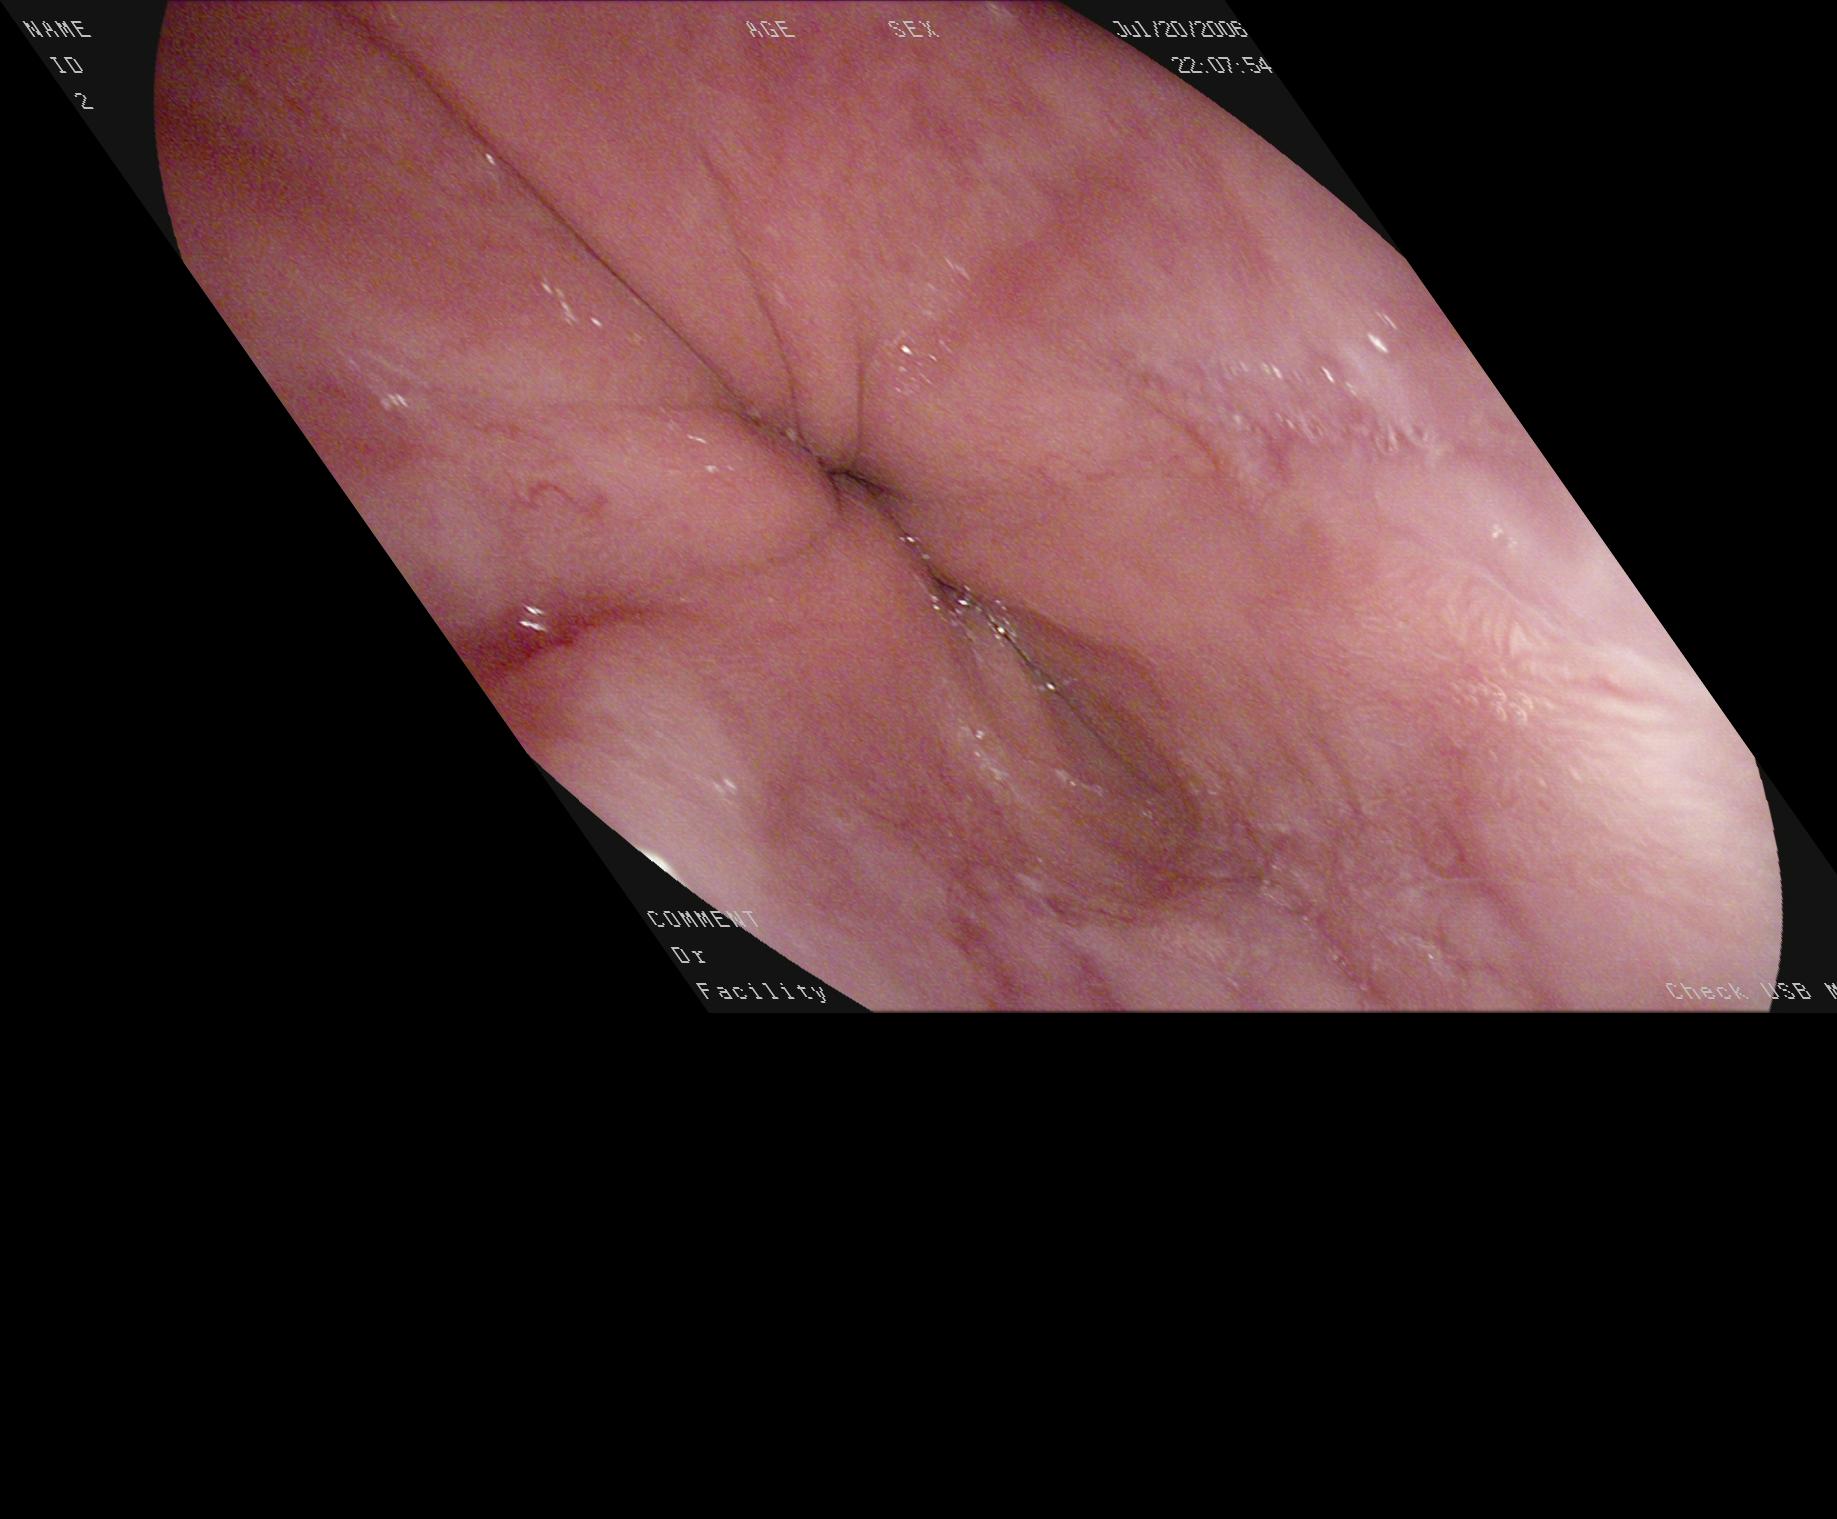 NAME AGE SEX Jul/20/2006
ID 22:07:54
2
COMMENT
Dr
Facility Check USB